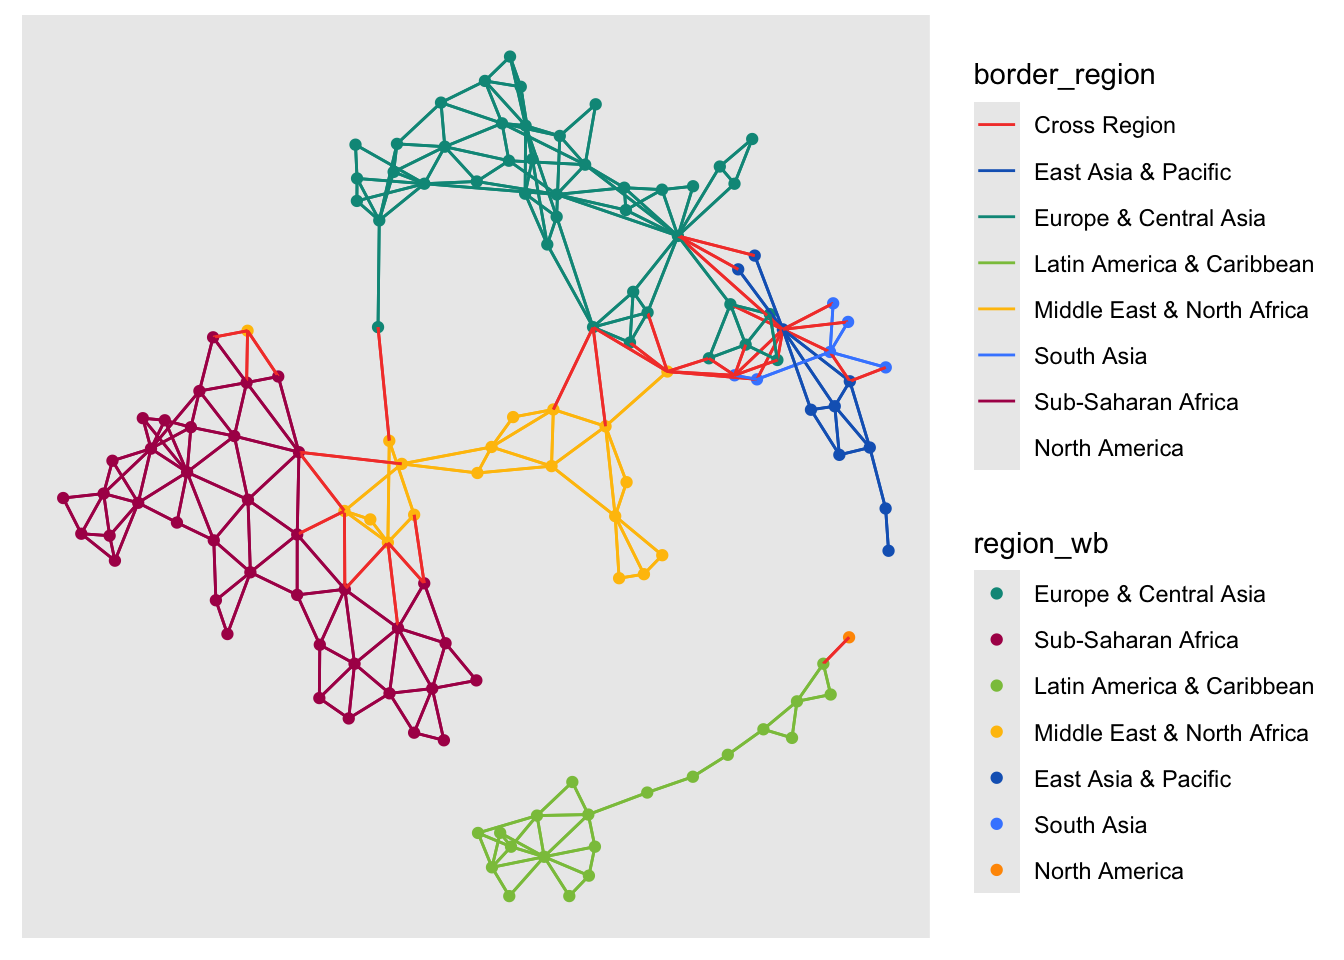 border_region
Cross Region
East Asia & Pacific
Europe & Central Asia
Latin America & Caribbean
Middle East & North Africa
South Asia
Sub-Saharan Africa
North America
region_wb
Europe & Central Asia
Sub-Saharan Africa
Latin America & Caribbean
Middle East & North Africa
East Asia & Pacific
South Asia
North America